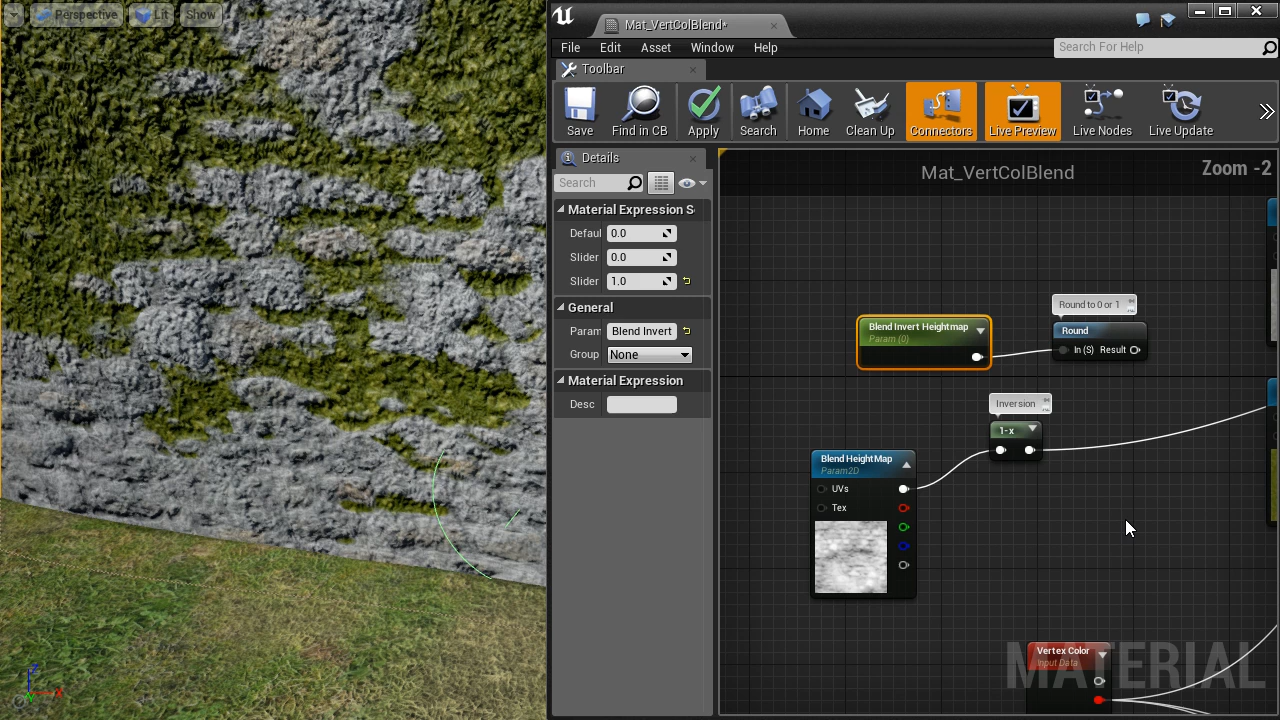 Perspective
Lit
Show
Mat_VertColBlend*
File
Edit
Asset
Window
Help
Search For Help
Toolbar
Save
Find in CB
Apply
Search
Home
Clean Up
Connectors
Live Preview
Live Nodes
Live Update
Details
Search
Material Expression S
Defaul
0.0
Slider
0.0
Slider
1.0
General
Param
Blend Invert
Group
None
Material Expression
Desc
Mat_VertColBlend
Zoom -2
Round to 0 or 1
Blend Invert Heightmap
Param (0)
Round
In (S)
Result
Inversion
1-x
Blend HeightMap
Param2D
UVs
Tex
Vertex Color
Input Data
MATERIAL
Z
X